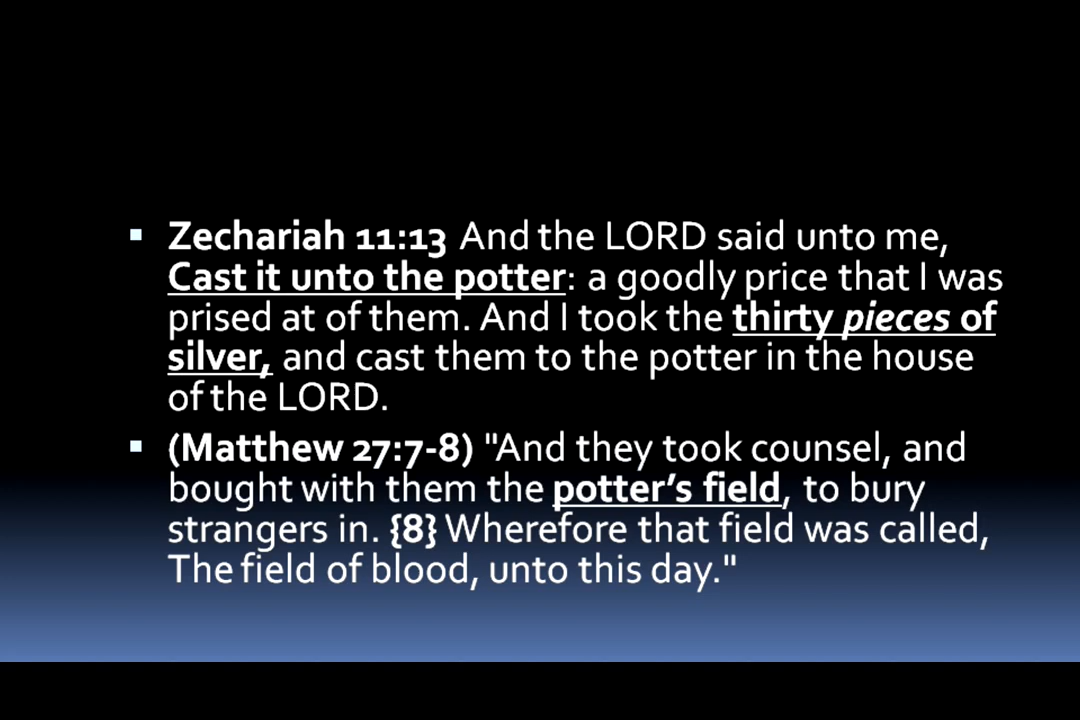 ▪ Zechariah 11:13 And the LORD said unto me,
Cast it unto the potter: a goodly price that I was
prised at of them. And I took the thirty pieces of
silver, and cast them to the potter in the house
of the LORD.
▪ (Matthew 27:7-8) "And they took counsel, and
bought with them the potter’s field, to bury
strangers in. {8} Wherefore that field was called,
The field of blood, unto this day."